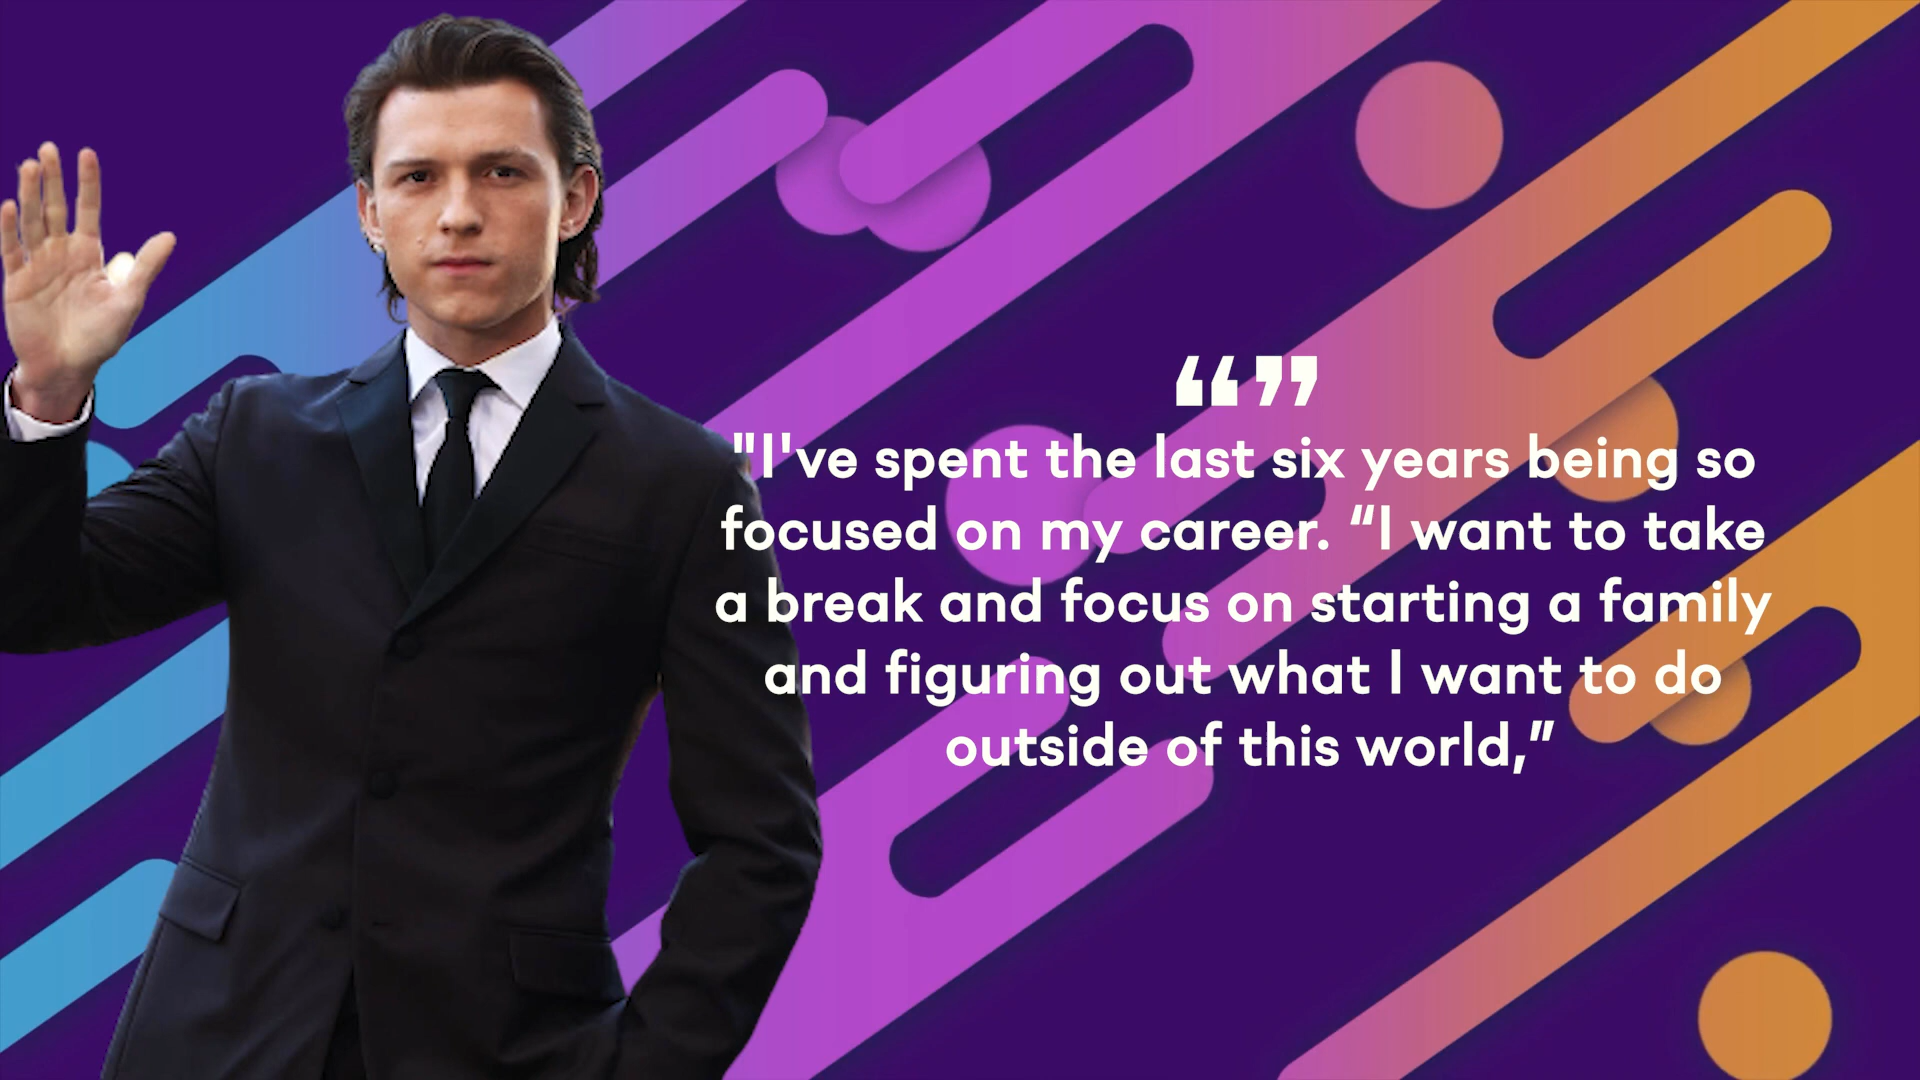 “”
"I've spent the last six years being so
focused on my career. “I want to take
a break and focus on starting a family
and figuring out what I want to do
outside of this world,”